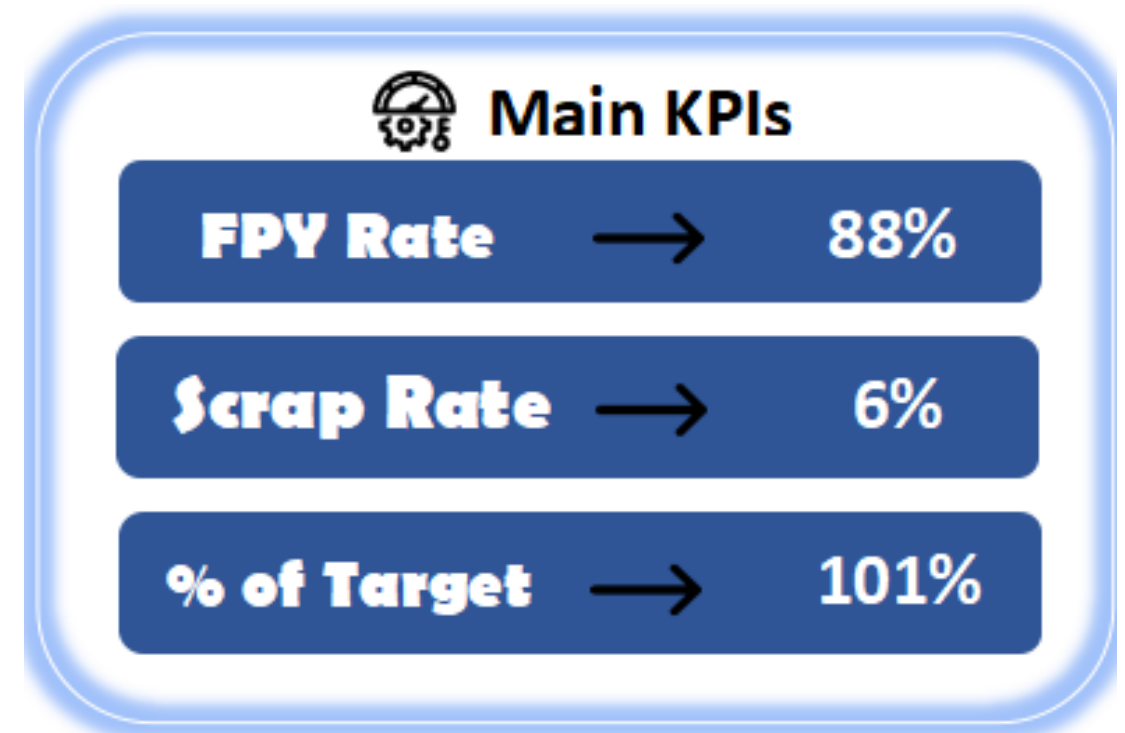 Main KPIs
FPY Rate → 88%
Scrap Rate → 6%
% of Target → 101%